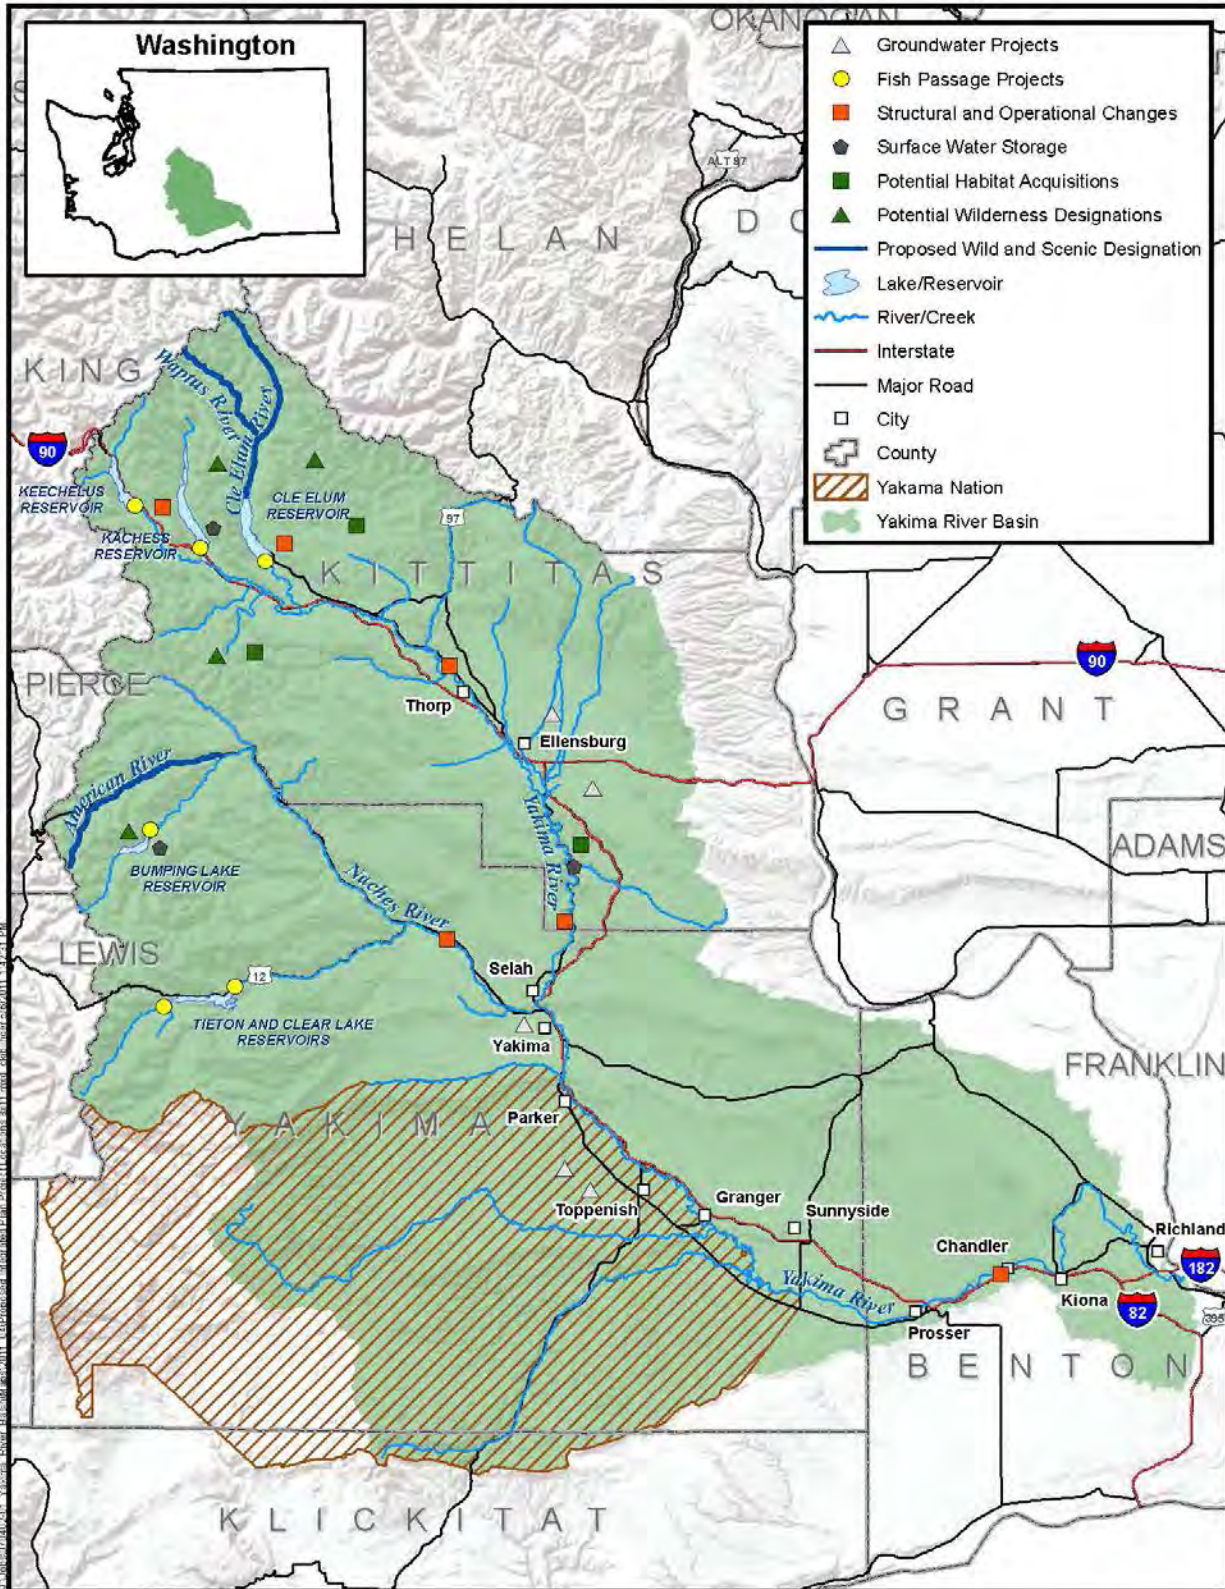 OKANOGAN
Washington
Groundwater Projects
Fish Passage Projects
Structural and Operational Changes
Surface Water Storage
Potential Habitat Acquisitions
Potential Wilderness Designations
Proposed Wild and Scenic Designation
Lake/Reservoir
River/Creek
Interstate
Major Road
City
County
Yakama Nation
Yakima River Basin
ALT 97
HELAN
DO
KING
Waptus River
Cle Elum River
90
KEECHELUS
RESERVOIR
CLE ELUM
RESERVOIR
97
KACHESS
RESERVOIR
KITTITAS
90
PIERCE
Thorp
GRANT
Ellensburg
American River
Yakima River
ADAMS
BUMPING LAKE
RESERVOIR
Naches River
LEWIS
Selah
12
TIETON AND CLEAR LAKE
RESERVOIRS
Yakima
FRANKLIN
YAKIMA
Parker
Toppenish
Granger
Sunnyside
Richland
Chandler
182
Yakima River
Kiona
82
395
Prosser
BENTON
KLICKITAT